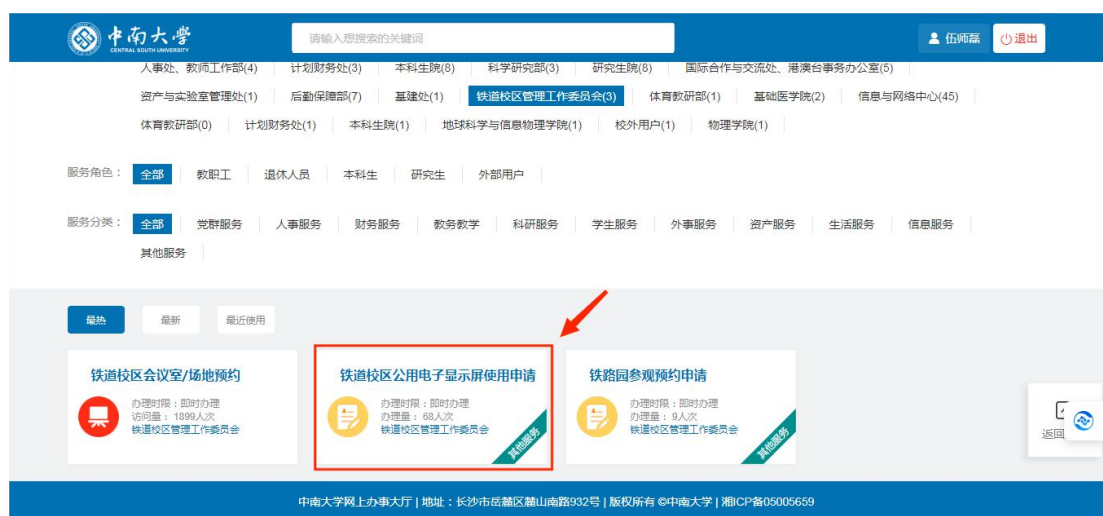 中南大学
CENTRAL SOUTH UNIVERSITY
请输入想搜索的关键词
伍师磊
退出
人事处、教师工作部(4) 计划财务处(3) 本科生院(8) 科学研究部(3) 研究生院(8) 国际合作与交流处、港澳台事务办公室(5)
资产与实验室管理处(1) 后勤保障部(7) 基建处(1) 铁道校区管理工作委员会(3) 体育教研部(1) 基础医学院(2) 信息与网络中心(45)
体育教研部(0) 计划财务处(1) 本科生院(1) 地球科学与信息物理学院(1) 校外用户(1) 物理学院(1)
服务角色： 全部 教职工 退休人员 本科生 研究生 外部用户
服务分类： 全部 党群服务 人事服务 财务服务 教务教学 科研服务 学生服务 外事服务 资产服务 生活服务 信息服务
其他服务
最热 最新 最近使用
铁道校区会议室/场地预约
办理时限：即时办理
访问量： 1899人次
铁道校区管理工作委员会
铁道校区公用电子显示屏使用申请
办理时限：即时办理
办理量： 68人次
铁道校区管理工作委员会
其他服务
铁路园参观预约申请
办理时限：即时办理
办理量： 9人次
铁道校区管理工作委员会
其他服务
返回
中南大学网上办事大厅 | 地址：长沙市岳麓区麓山南路932号 | 版权所有 ©中南大学 | 湘ICP备05005659